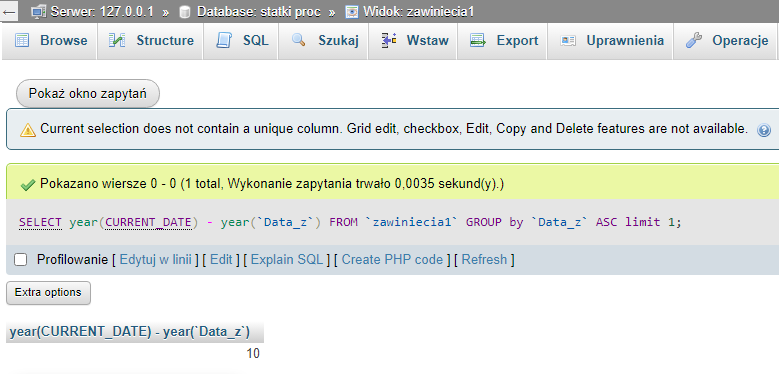 ← Serwer: 127.0.0.1 » Database: statki proc » Widok: zawiniecia1
Browse Structure SQL Szukaj Wstaw Export Uprawnienia Operacje
Pokaż okno zapytań
Current selection does not contain a unique column. Grid edit, checkbox, Edit, Copy and Delete features are not available.
Pokazano wiersze 0 - 0 (1 total, Wykonanie zapytania trwało 0,0035 sekund(y).)
SELECT year(CURRENT_DATE) - year(`Data_z`) FROM `zawiniecia1` GROUP by `Data_z` ASC limit 1;
Profilowanie [ Edytuj w linii ] [ Edit ] [ Explain SQL ] [ Create PHP code ] [ Refresh ]
Extra options
year(CURRENT_DATE) - year(`Data_z`)
10